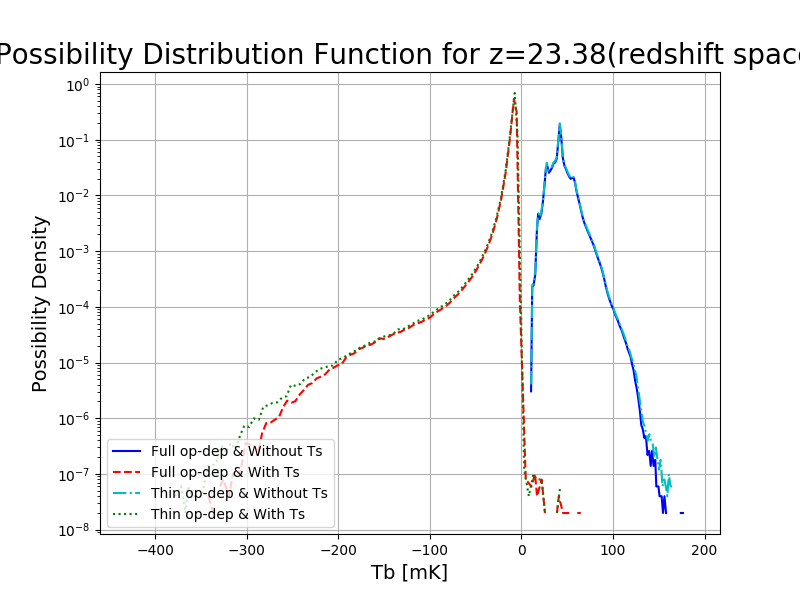 Possibility Distribution Function for z=23.38(redshift space
10⁰
10⁻¹
10⁻²
10⁻³
10⁻⁴
10⁻⁵
10⁻⁶
10⁻⁷
10⁻⁸
Possibility Density
Full op-dep & Without Ts
Full op-dep & With Ts
Thin op-dep & Without Ts
Thin op-dep & With Ts
−400 −300 −200 −100 0 100 200
Tb [mK]